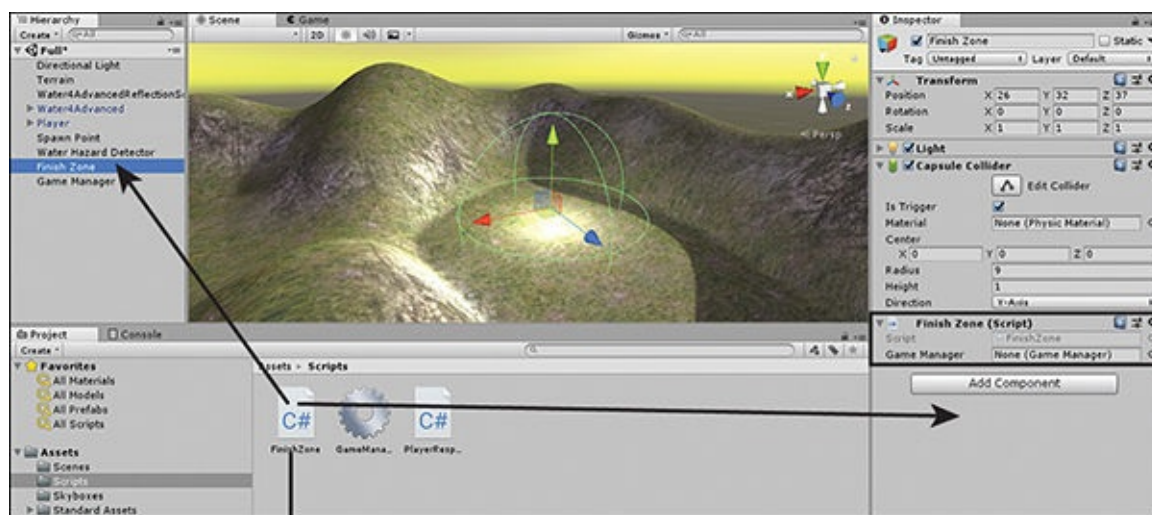 Hierarchy
Create
All
Full*
Directional Light
Terrain
Water4AdvancedReflectionS
Water4Advanced
Player
Spawn Point
Water Hazard Detector
Finish Zone
Game Manager
Scene
Game
2D
Gizmos
All
y
x
z
Persp
Project
Console
Create
Favorites
All Materials
All Models
All Prefabs
All Scripts
Assets
Scenes
Scripts
Skyboxes
Standard Assets
Assets ▸ Scripts
C#
C#
FinishZone
GameMana...
PlayerResp...
Inspector
Finish Zone
Static
Tag Untagged Layer Default
Transform
Position X 26 Y 32 Z 37
Rotation X 0 Y 0 Z 0
Scale X 1 Y 1 Z 1
Light
Capsule Collider
Edit Collider
Is Trigger
Material None (Physic Material)
Center
X 0 Y 0 Z 0
Radius 9
Height 1
Direction Y-Axis
Finish Zone (Script)
Script FinishZone
Game Manager None (Game Manager)
Add Component